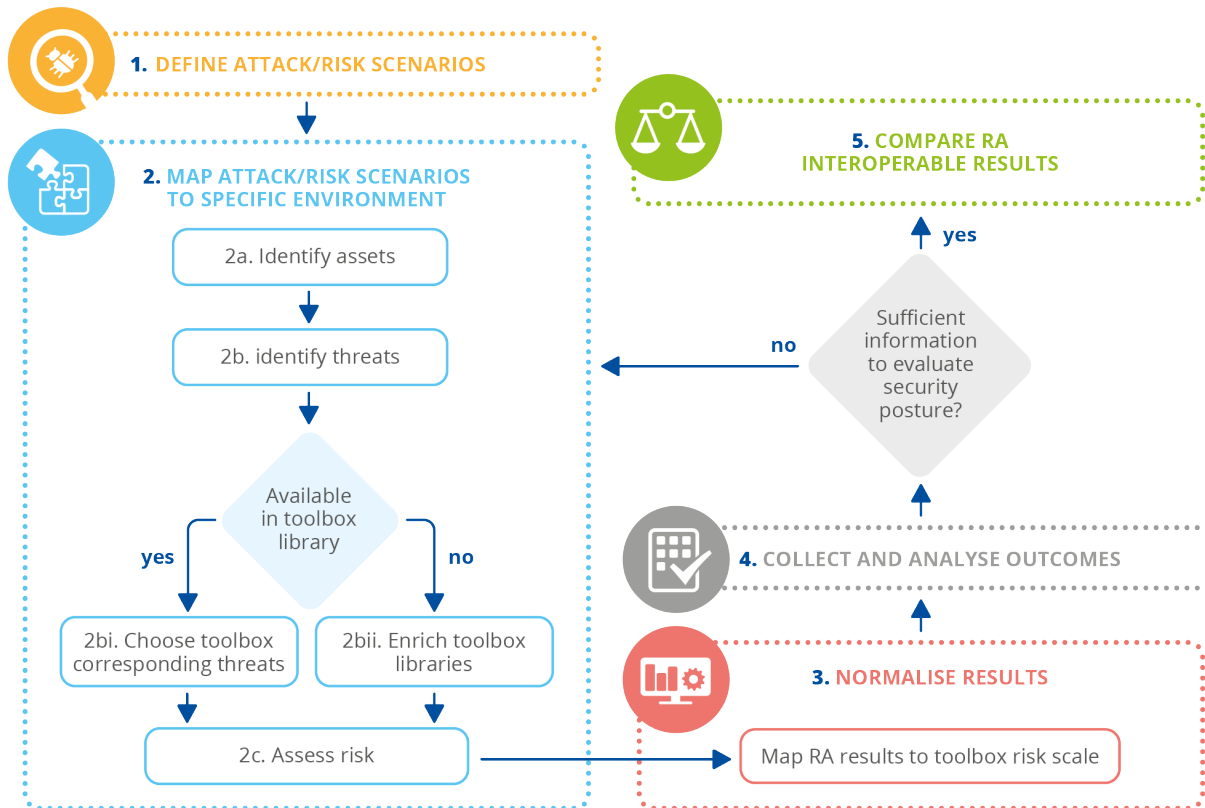 1. DEFINE ATTACK/RISK SCENARIOS
2. MAP ATTACK/RISK SCENARIOS
TO SPECIFIC ENVIRONMENT
2a. Identify assets
2b. identify threats
Available
in toolbox
library
yes
no
2bi. Choose toolbox
corresponding threats
2bii. Enrich toolbox
libraries
2c. Assess risk
3. NORMALISE RESULTS
Map RA results to toolbox risk scale
4. COLLECT AND ANALYSE OUTCOMES
Sufficient
information
to evaluate
security
posture?
no
yes
5. COMPARE RA
INTEROPERABLE RESULTS